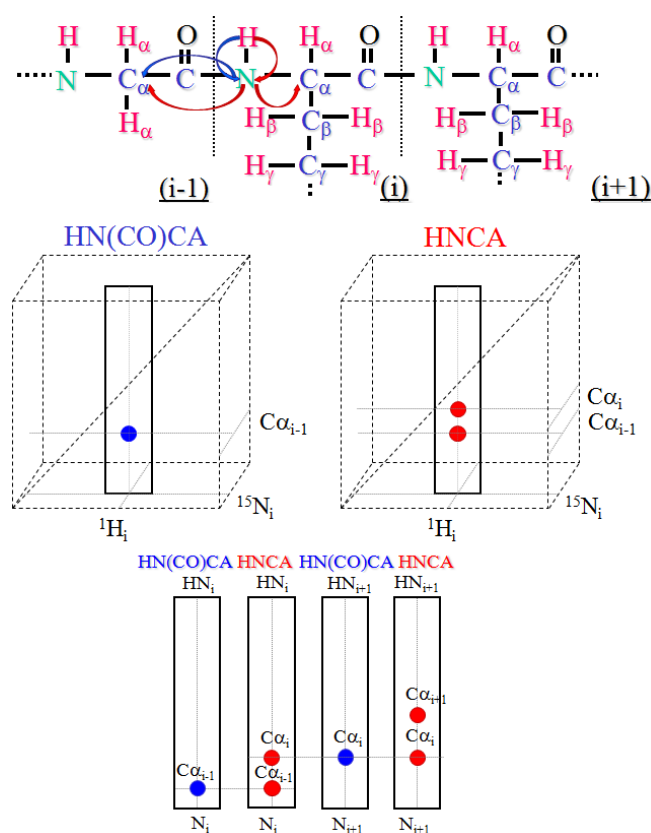 H Hα O H Hα O H Hα O
N Cα C N Cα C N Cα C
Hα Hβ Cβ Hβ Hβ Cβ Hβ
Hγ Cγ Hγ Hγ Cγ Hγ
(i-1) (i) (i+1)
HN(CO)CA HNCA
Cαi
Cαi-1 Cαi-1
15Ni 15Ni
1Hi 1Hi
HN(CO)CA HNCA HN(CO)CA HNCA
HNi HNi HNi+1 HNi+1
Cαi+1
Cαi Cαi Cαi
Cαi-1 Cαi-1
Ni Ni Ni+1 Ni+1